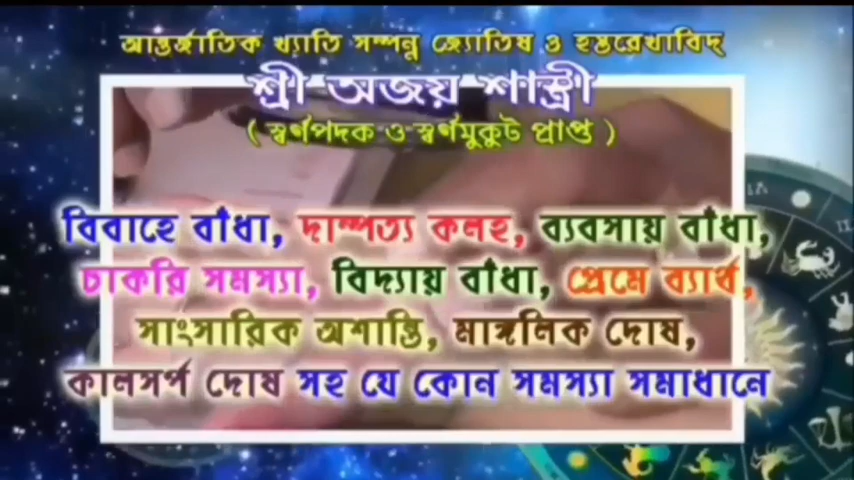 আন্তর্জাতিক খ্যাতি সম্পন্ন জ্যোতিষ ও হস্তরেখাবিদ্
শ্রী অজয় শাস্ত্রী
( স্বর্ণপদক ও স্বর্ণমুকুট প্রাপ্ত )
বিবাহে বাঁধা, দাম্পত্য কলহ, ব্যবসায় বাঁধা,
চাকরি সমস্যা, বিদ্যায় বাঁধা, প্রেমে ব্যার্থ,
সাংসারিক অশান্তি, মাঙ্গলিক দোষ,
কালসর্প দোষ সহ যে কোন সমস্যা সমাধানে